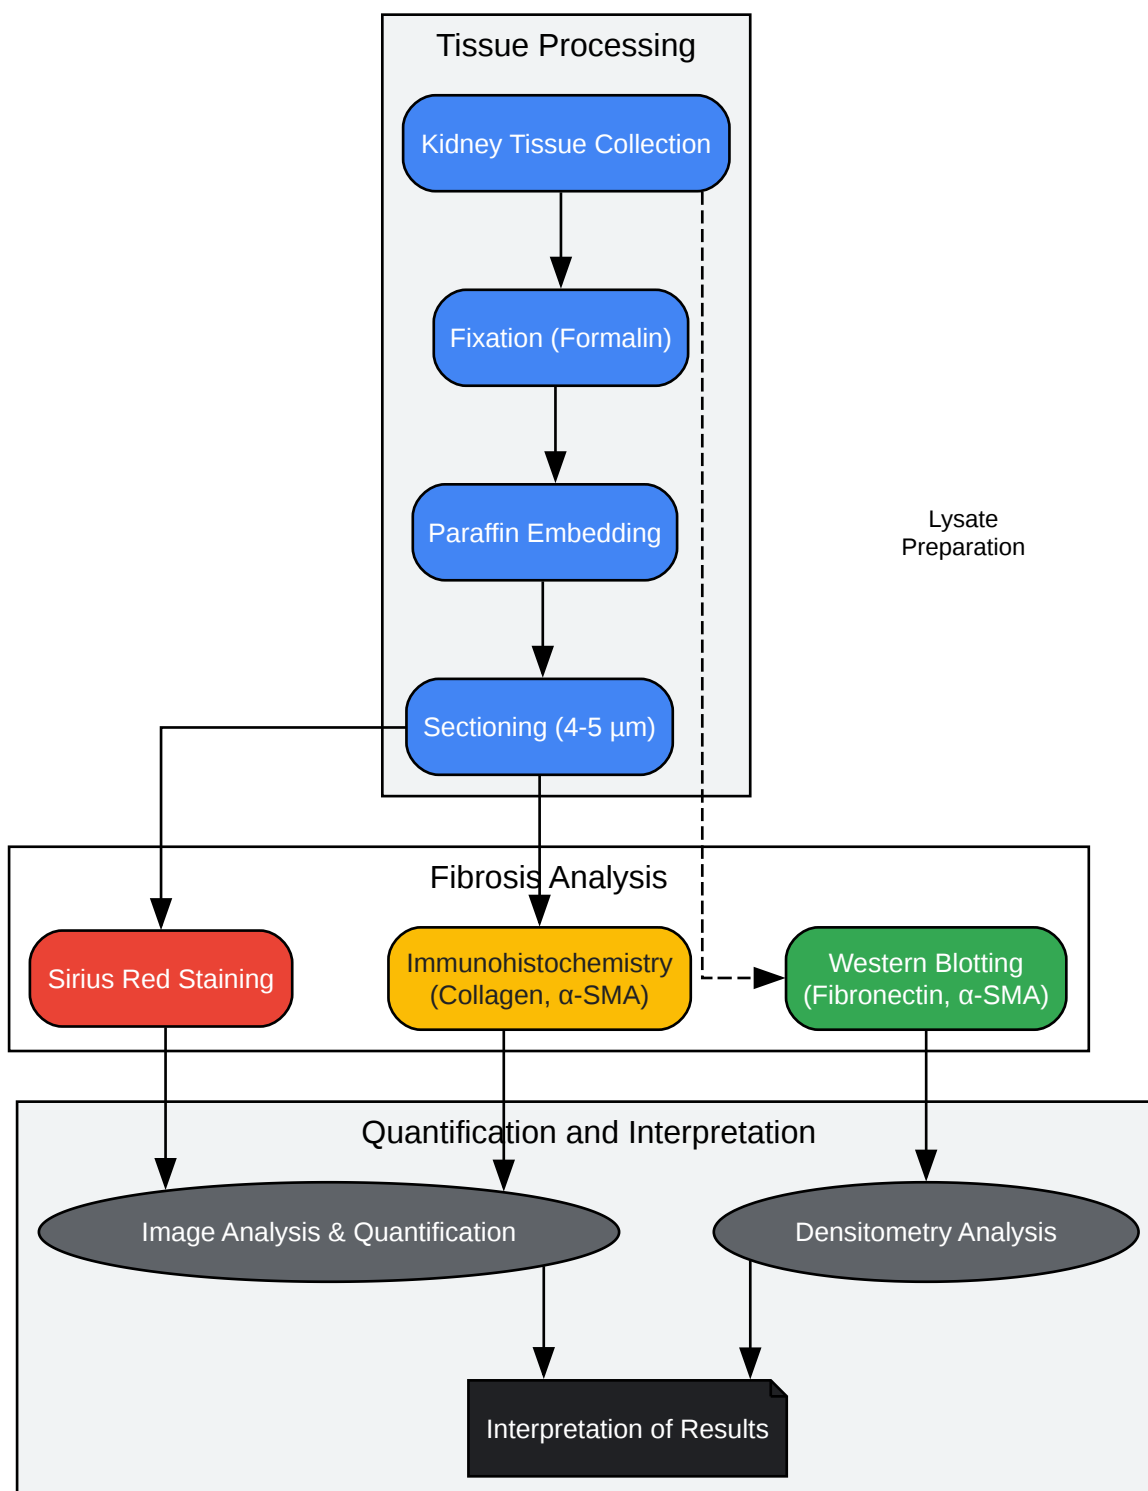 Tissue Processing
Kidney Tissue Collection
Fixation (Formalin)
Paraffin Embedding
Lysate
Preparation
Sectioning (4-5 µm)
Fibrosis Analysis
Sirius Red Staining
Immunohistochemistry
(Collagen, α-SMA)
Western Blotting
(Fibronectin, α-SMA)
Quantification and Interpretation
Image Analysis & Quantification
Densitometry Analysis
Interpretation of Results